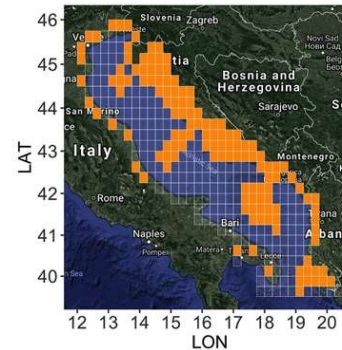 46
45
44
43
42
41
40
LAT
Slovenia
Zagreb
Novi Sad
Нови Сад
Bosnia and
Herzegovina
Sarajevo
San Marino
Italy
Montenegro
Rome
Tirana
Naples
Pompei
Bari
Matera
Lecce
12 13 14 15 16 17 18 19 20
LON